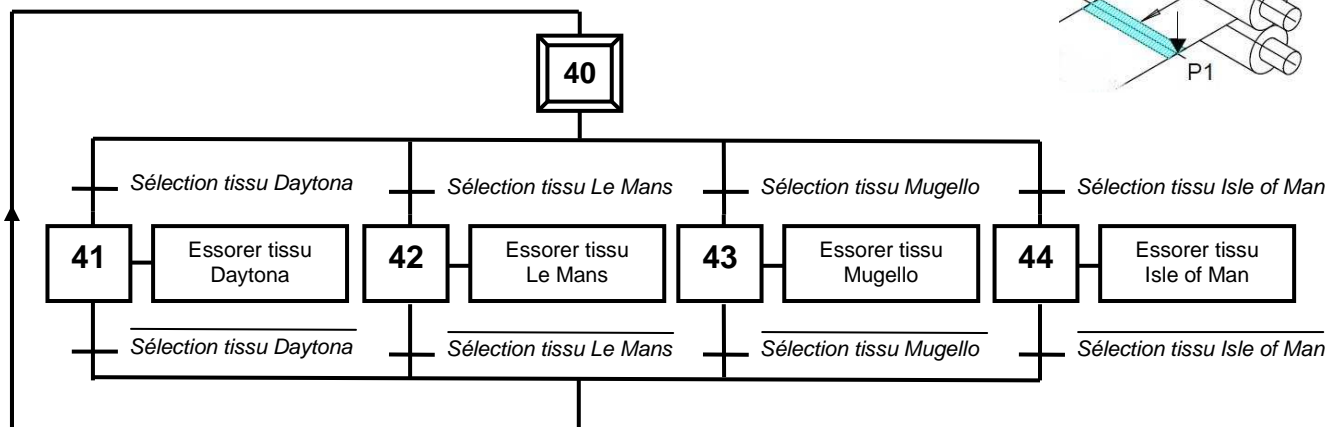 P1
40
Sélection tissu Daytona
Sélection tissu Le Mans
Sélection tissu Mugello
Sélection tissu Isle of Man
41
Essorer tissu
Daytona
42
Essorer tissu
Le Mans
43
Essorer tissu
Mugello
44
Essorer tissu
Isle of Man
Sélection tissu Daytona
Sélection tissu Le Mans
Sélection tissu Mugello
Sélection tissu Isle of Man